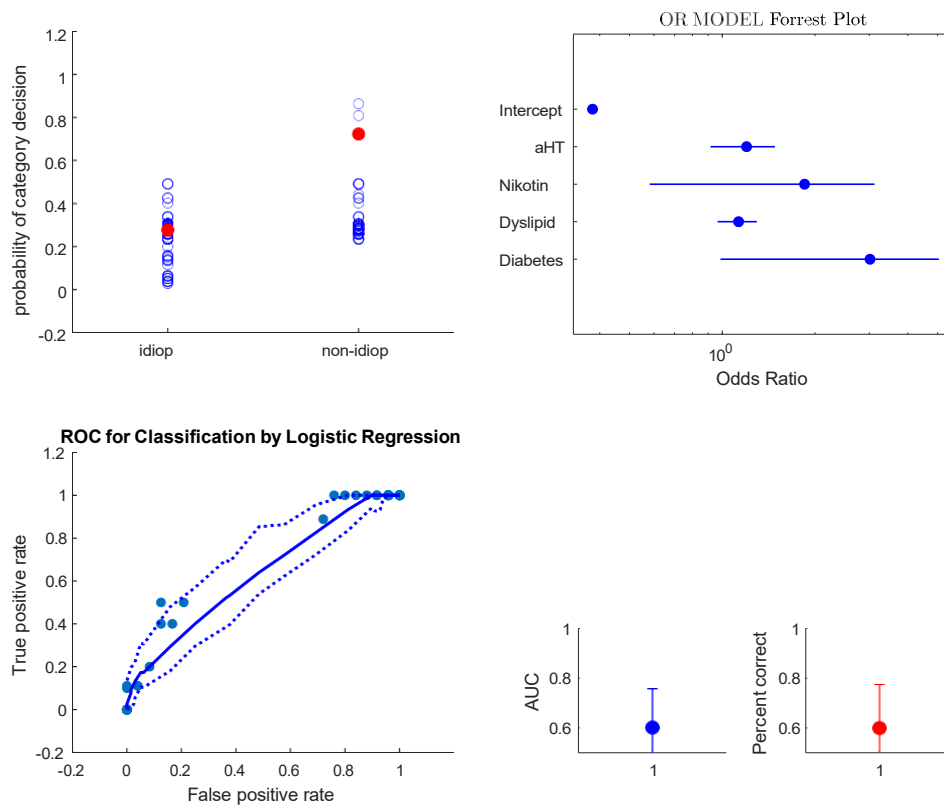 1.2
1
0.8
0.6
0.4
0.2
0
-0.2
probability of category decision
idiop
non-idiop
OR MODEL Forrest Plot
Intercept
aHT
Nikotin
Dyslipid
Diabetes
10⁰
Odds Ratio
ROC for Classification by Logistic Regression
1.2
1
0.8
0.6
0.4
0.2
0
-0.2
True positive rate
-0.2 0 0.2 0.4 0.6 0.8 1
False positive rate
1
0.8
0.6
AUC
1
1
0.8
0.6
Percent correct
1